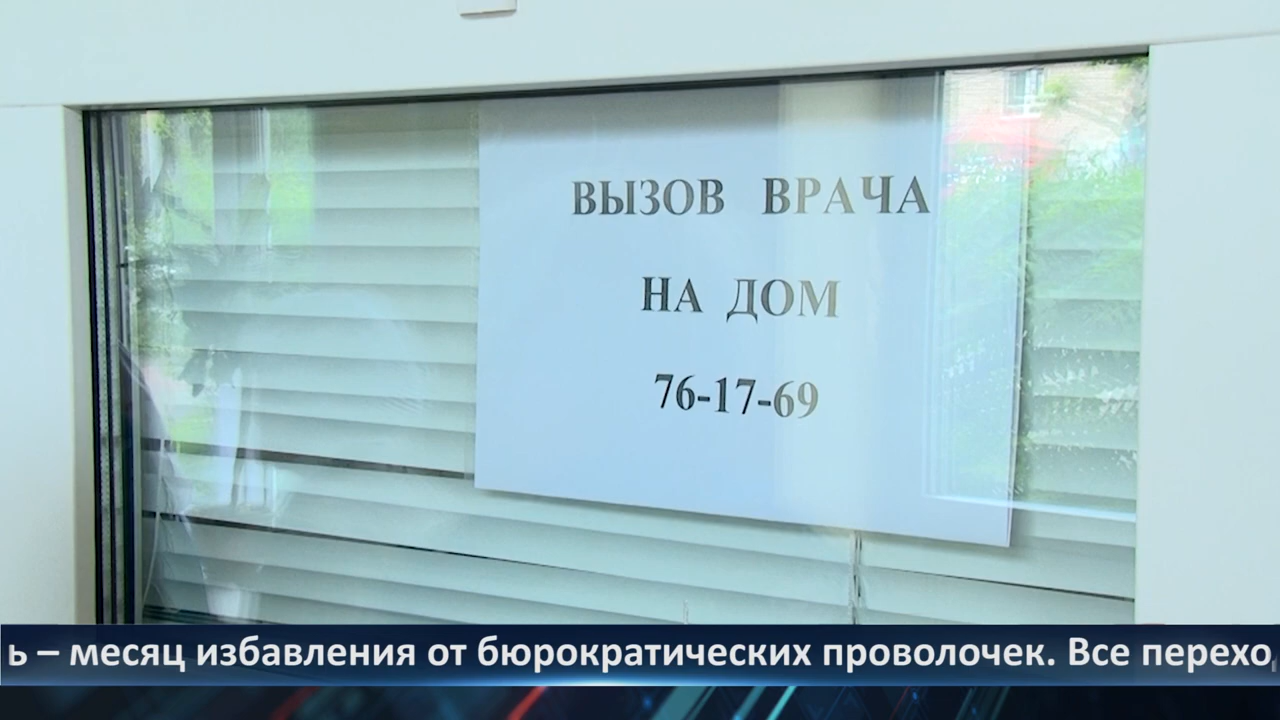 ВЫЗОВ ВРАЧА
НА ДОМ
76-17-69
ь – месяц избавления от бюрократических проволочек. Все перехо